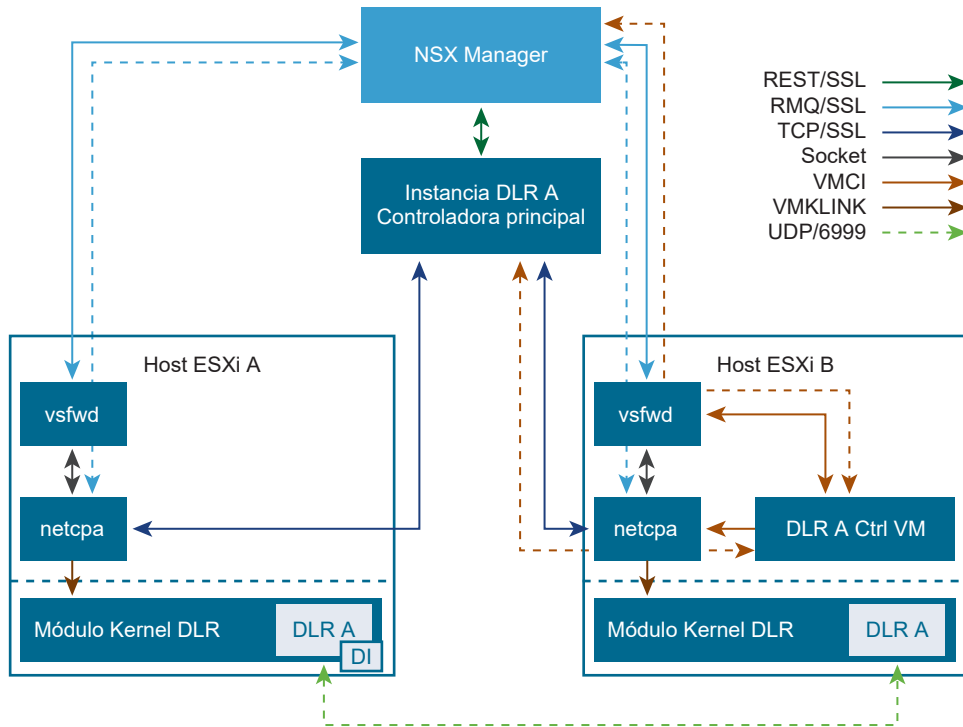 NSX Manager
REST/SSL
RMQ/SSL
TCP/SSL
Socket
VMCI
VMKLINK
UDP/6999
Instancia DLR A
Controladora principal
Host ESXi A
vsfwd
netcpa
Módulo Kernel DLR
DLR A
DI
Host ESXi B
vsfwd
netcpa
DLR A Ctrl VM
Módulo Kernel DLR
DLR A